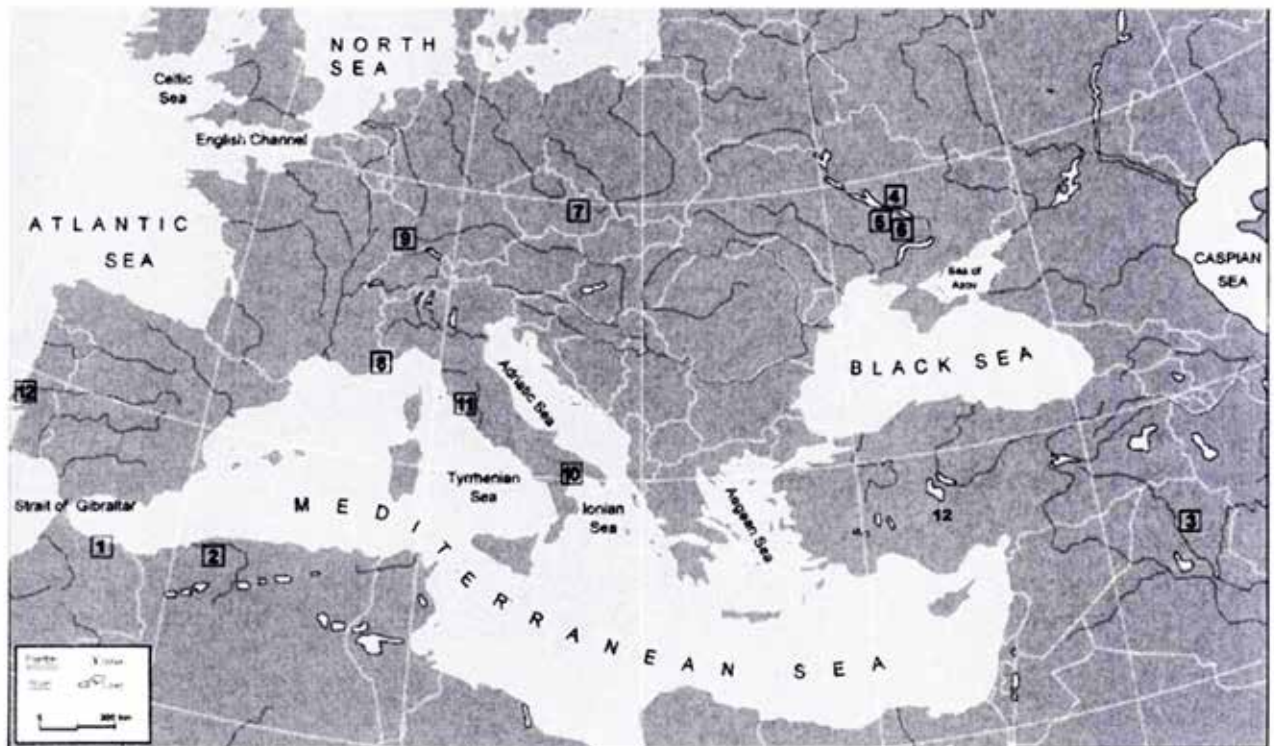 NORTH
SEA
Celtic
Sea
English Channel
ATLANTIC
SEA
4
7
5
6
9
CASPIAN
SEA
Sea of
Azov
BLACK SEA
8
12
Adriatic Sea
11
10
Tyrrhenian
Sea
Ionian
Sea
Aegean Sea
Strait of Gibraltar
MEDITERRANEAN SEA
12
3
1
2